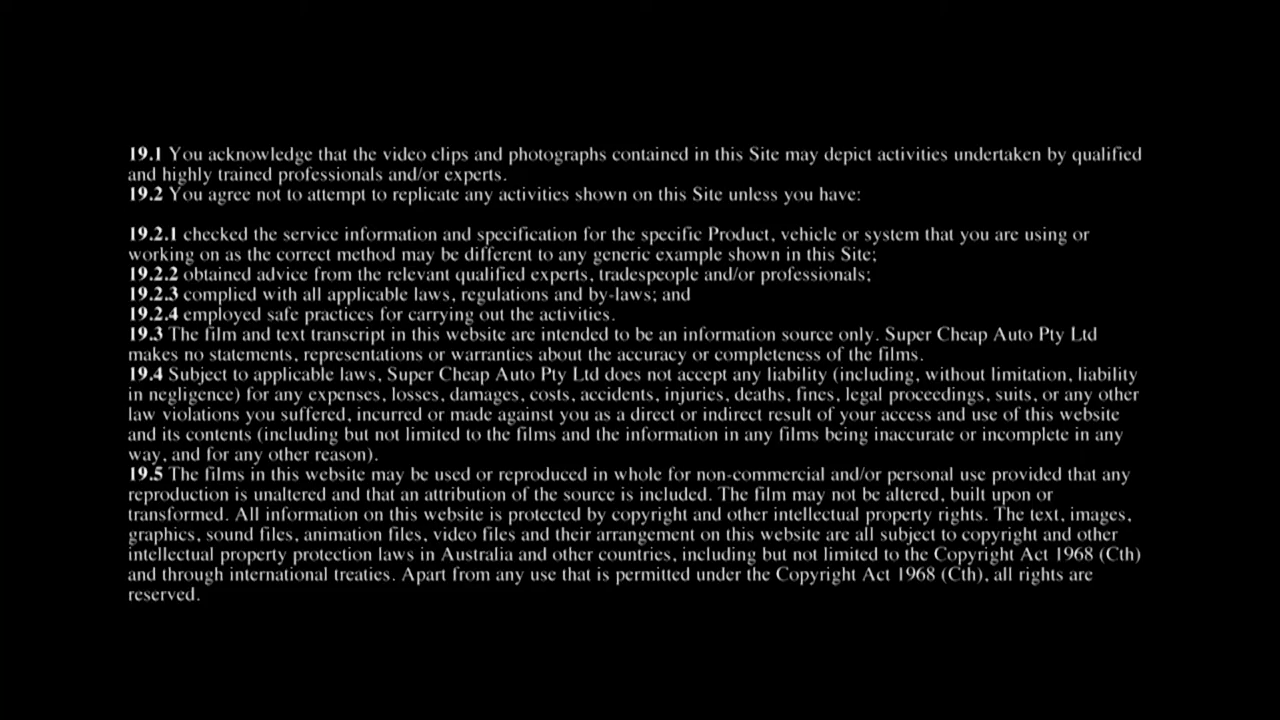 19.1 You acknowledge that the video clips and photographs contained in this Site may depict activities undertaken by qualified
and highly trained professionals and/or experts.
19.2 You agree not to attempt to replicate any activities shown on this Site unless you have:
19.2.1 checked the service information and specification for the specific Product, vehicle or system that you are using or
working on as the correct method may be different to any generic example shown in this Site;
19.2.2 obtained advice from the relevant qualified experts, tradespeople and/or professionals;
19.2.3 complied with all applicable laws, regulations and by-laws; and
19.2.4 employed safe practices for carrying out the activities.
19.3 The film and text transcript in this website are intended to be an information source only. Super Cheap Auto Pty Ltd
makes no statements, representations or warranties about the accuracy or completeness of the films.
19.4 Subject to applicable laws, Super Cheap Auto Pty Ltd does not accept any liability (including, without limitation, liability
in negligence) for any expenses, losses, damages, costs, accidents, injuries, deaths, fines, legal proceedings, suits, or any other
law violations you suffered, incurred or made against you as a direct or indirect result of your access and use of this website
and its contents (including but not limited to the films and the information in any films being inaccurate or incomplete in any
way, and for any other reason).
19.5 The films in this website may be used or reproduced in whole for non-commercial and/or personal use provided that any
reproduction is unaltered and that an attribution of the source is included. The film may not be altered, built upon or
transformed. All information on this website is protected by copyright and other intellectual property rights. The text, images,
graphics, sound files, animation files, video files and their arrangement on this website are all subject to copyright and other
intellectual property protection laws in Australia and other countries, including but not limited to the Copyright Act 1968 (Cth)
and through international treaties. Apart from any use that is permitted under the Copyright Act 1968 (Cth), all rights are
reserved.